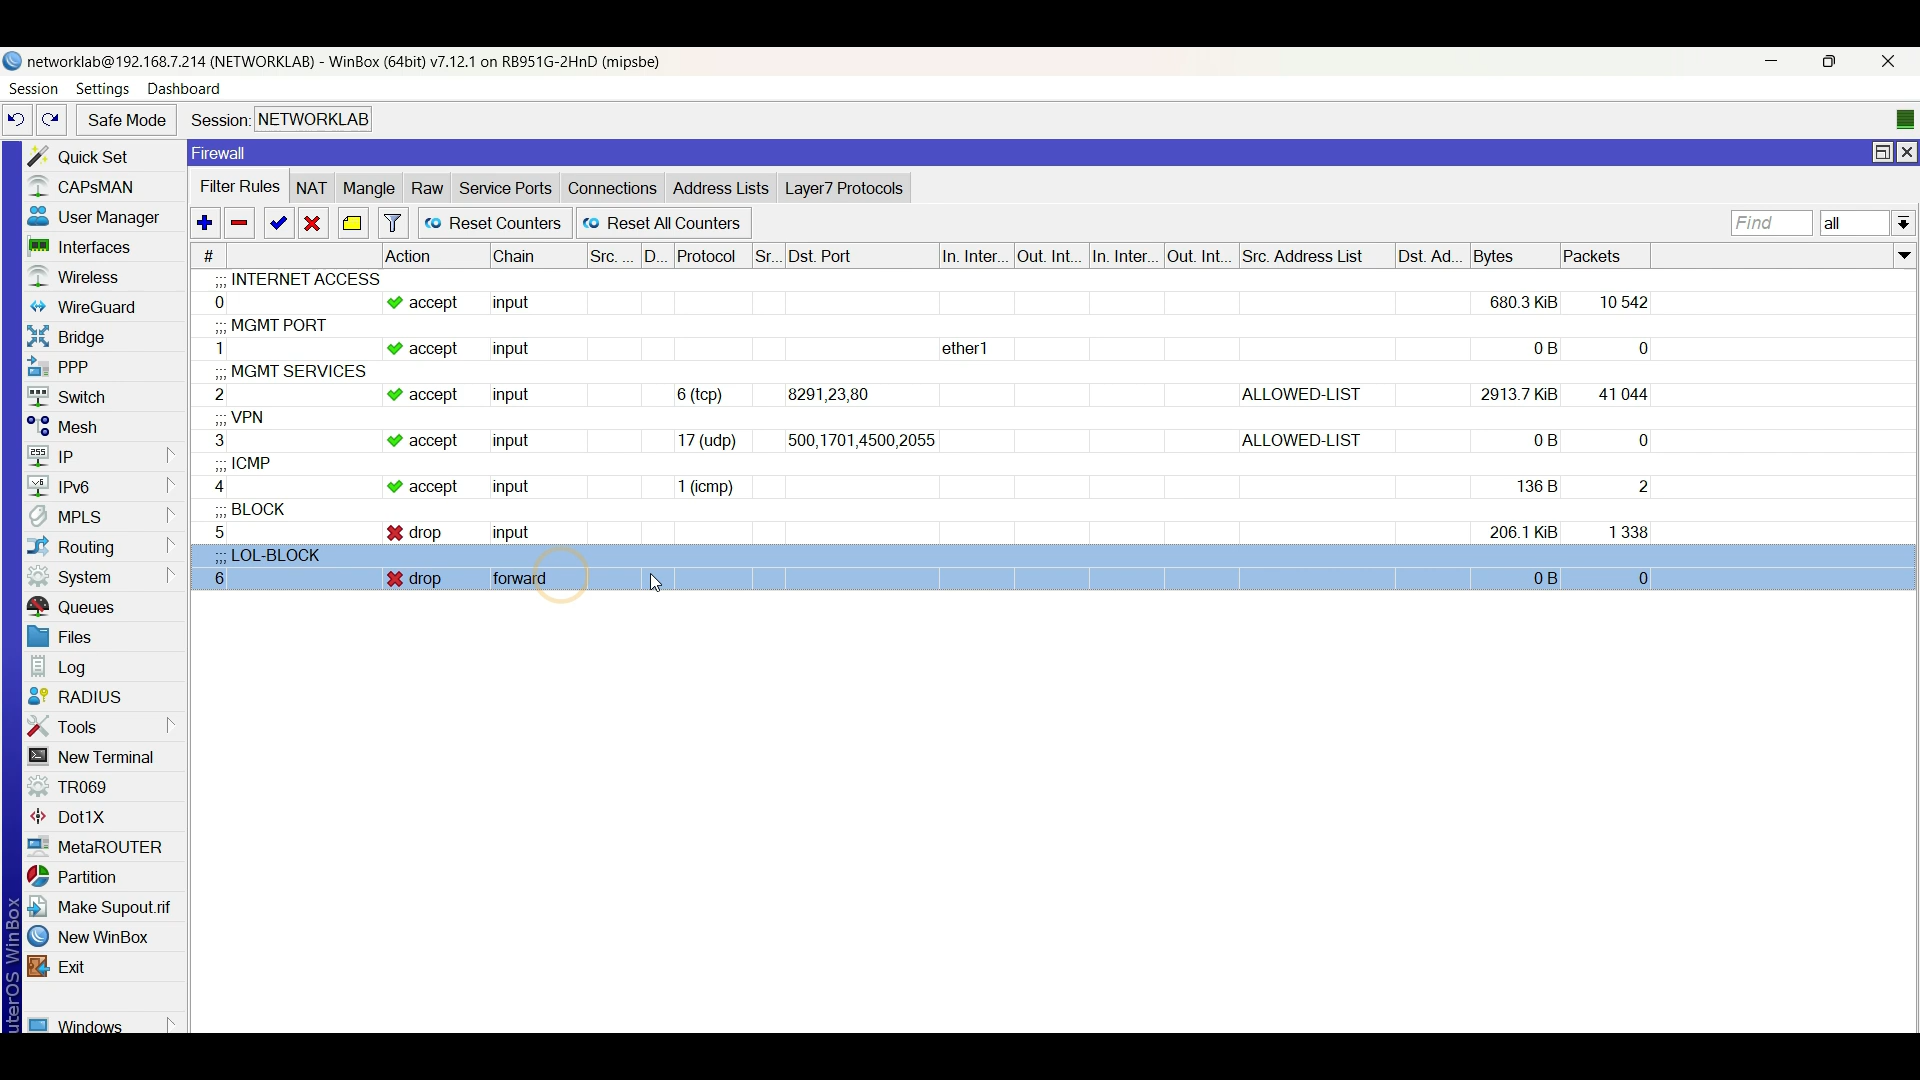 networklab@192.168.7.214 (NETWORKLAB) - WinBox (64bit) v7.12.1 on RB951G-2HnD (mipsbe)
Session Settings Dashboard
Safe Mode Session: NETWORKLAB
Firewall
Filter Rules NAT Mangle Raw Service Ports Connections Address Lists Layer7 Protocols
Reset Counters Reset All Counters Find all
# Action Chain Src. ... D... Protocol Sr... Dst. Port In. Inter... Out. Int... In. Inter... Out. Int... Src. Address List Dst. Ad... Bytes Packets
;;; INTERNET ACCESS
0 accept input 680.3 KiB 10 542
;;; MGMT PORT
1 accept input ether1 0 B 0
;;; MGMT SERVICES
2 accept input 6 (tcp) 8291,23,80 ALLOWED-LIST 2913.7 KiB 41 044
;;; VPN
3 accept input 17 (udp) 500,1701,4500,2055 ALLOWED-LIST 0 B 0
;;; ICMP
4 accept input 1 (icmp) 136 B 2
;;; BLOCK
5 drop input 206.1 KiB 1 338
;;; LOL-BLOCK
6 drop forward 0 B 0
Quick Set
CAPsMAN
User Manager
Interfaces
Wireless
WireGuard
Bridge
PPP
Switch
Mesh
IP
IPv6
MPLS
Routing
System
Queues
Files
Log
RADIUS
Tools
New Terminal
TR069
Dot1X
MetaROUTER
Partition
Make Supout.rif
New WinBox
Exit
Windows
uterOS WinBox